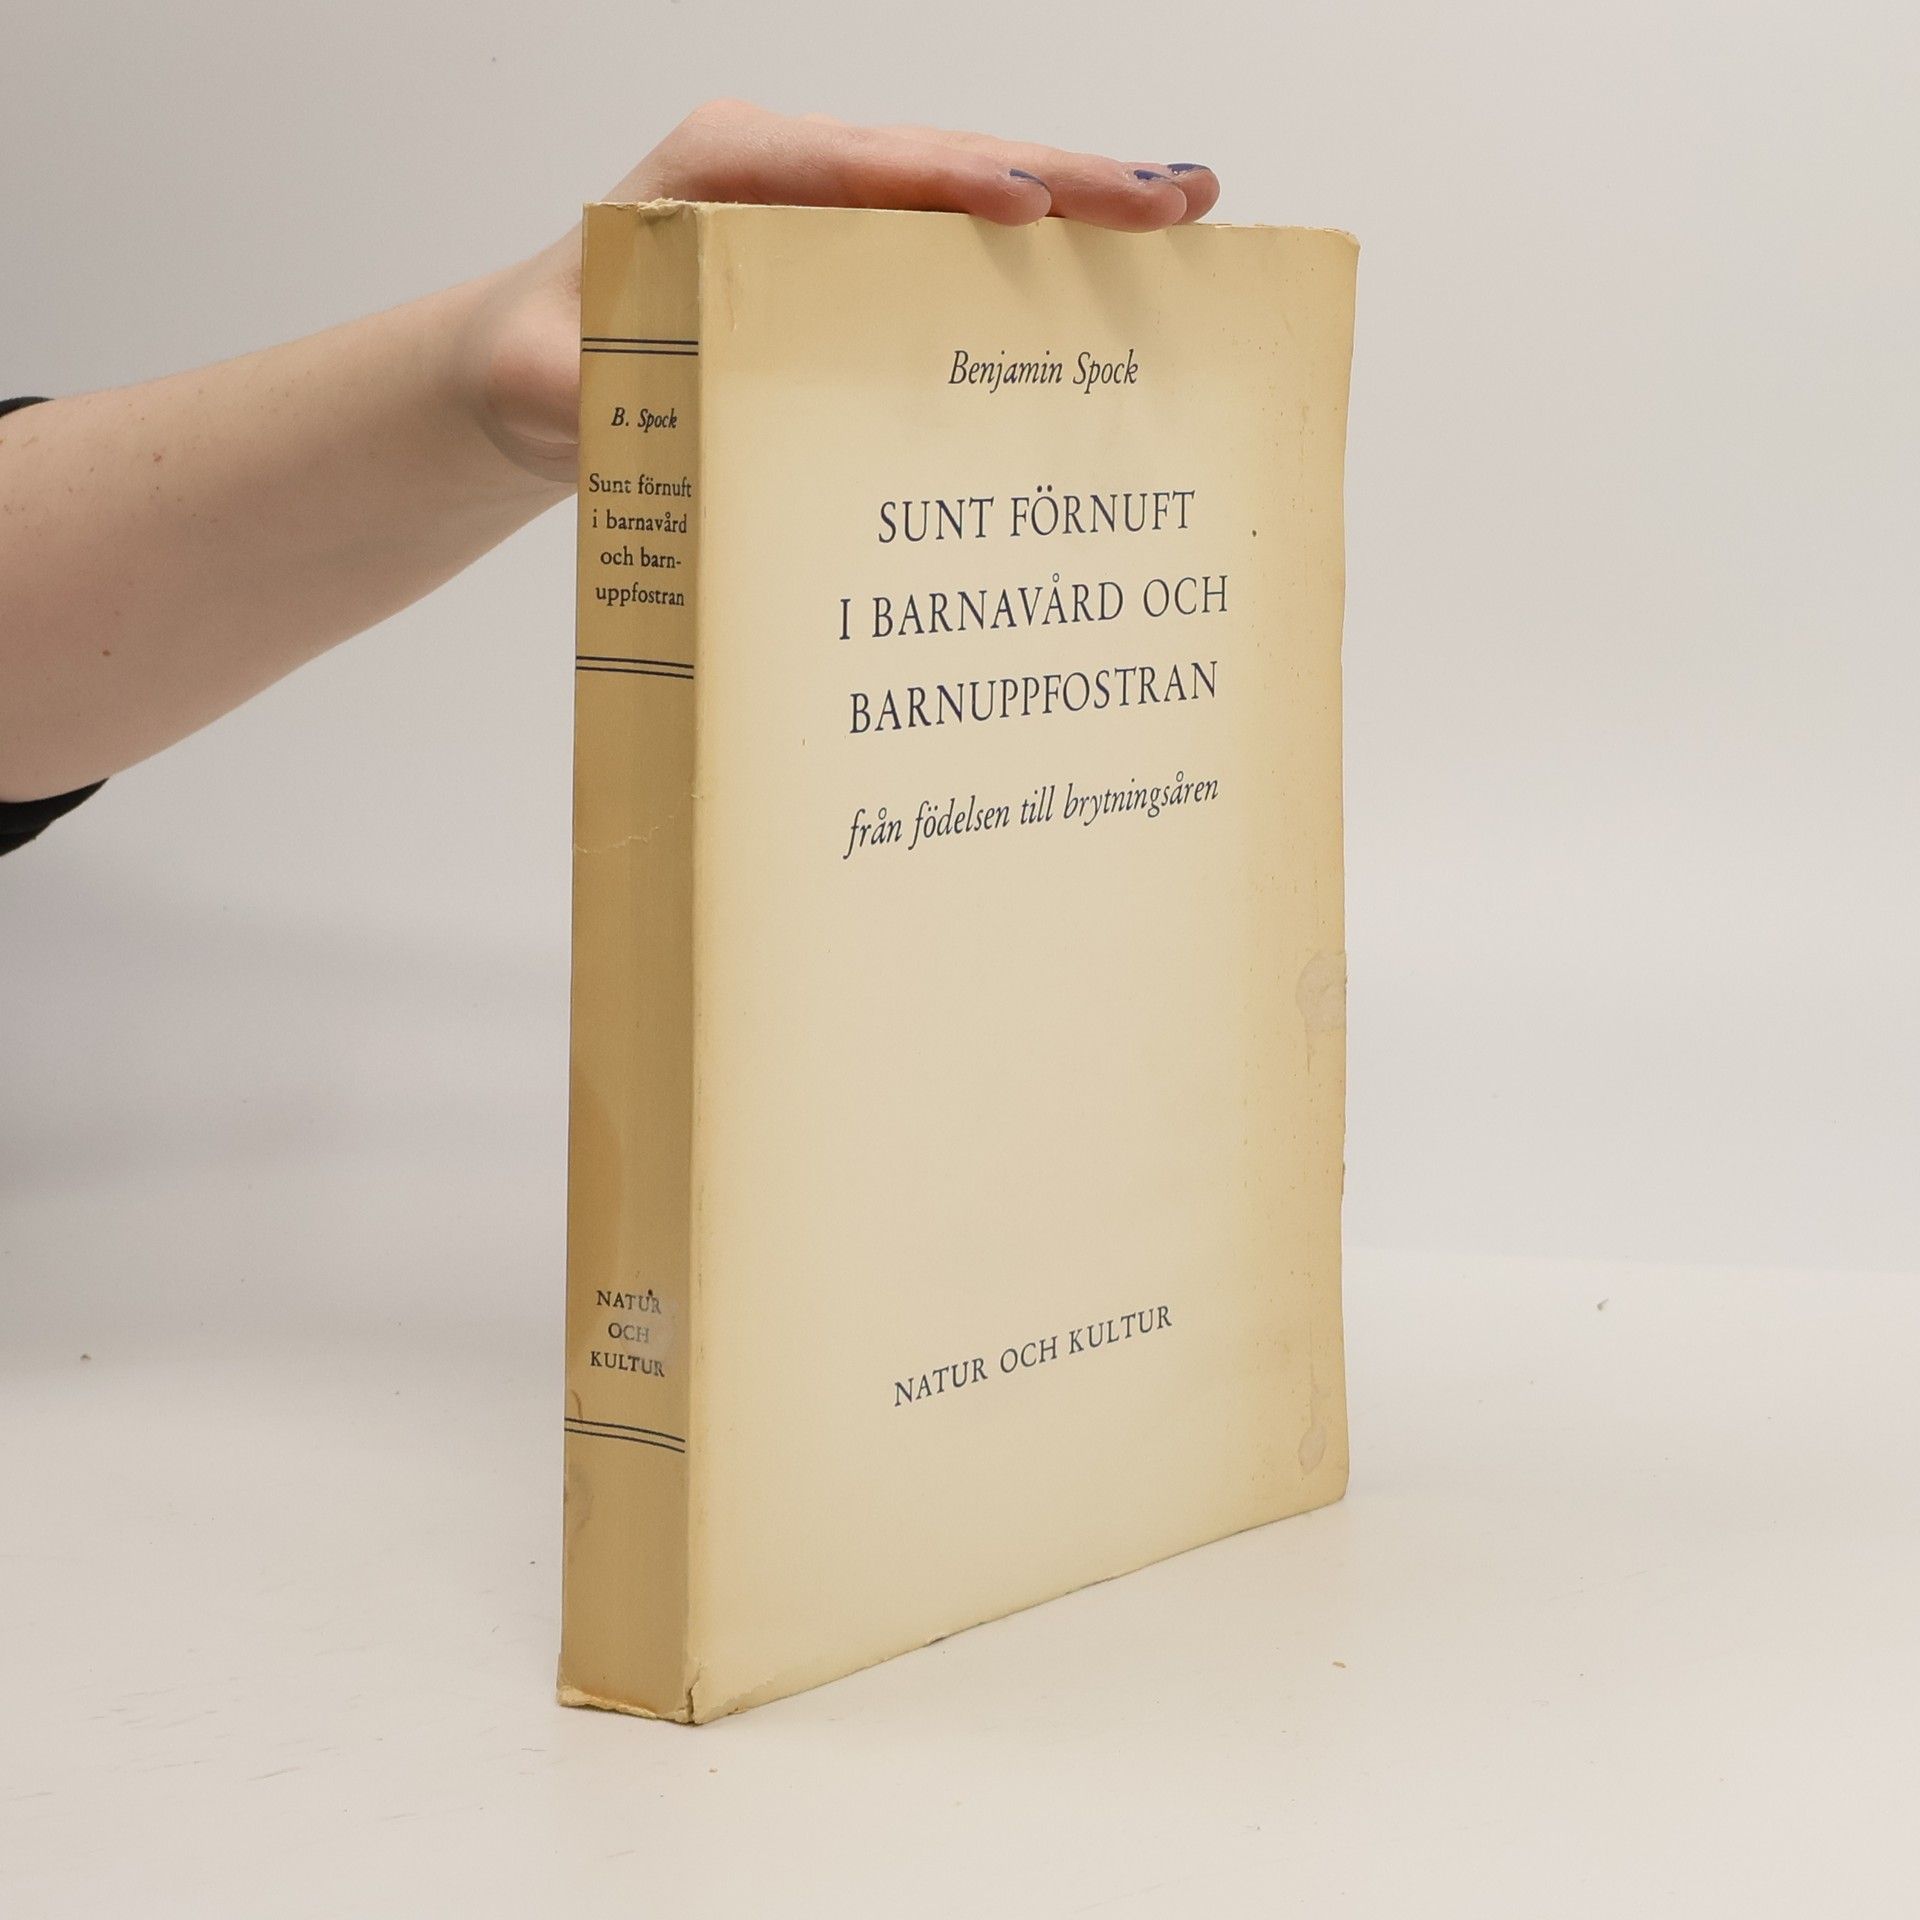 B. Spock
Sunt förnuft
i barnavård
och barn-
uppfostran
NATUR
OCH
KULTUR
Benjamin Spock
SUNT FÖRNUFT
I BARNAVÅRD OCH
BARNUPPFOSTRAN
från födelsen till brytningsåren
NATUR OCH KULTUR